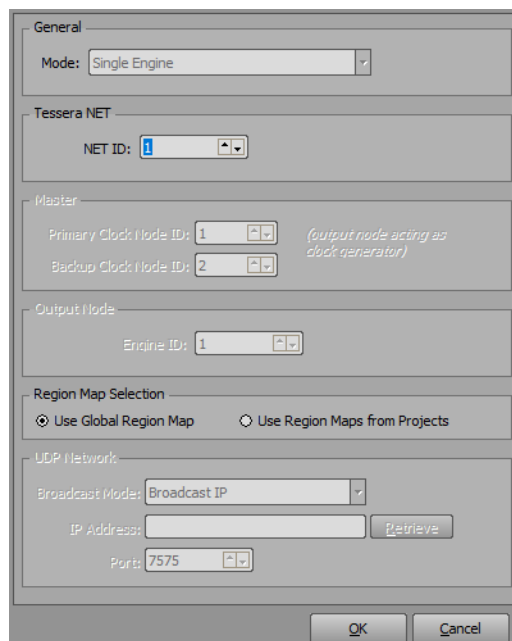 General
Mode: Single Engine
Tessera NET
NET ID: 1
Master
Primary Clock Node ID: 1 (output node acting as
clock generator)
Backup Clock Node ID: 2
Output Node
Engine ID: 1
Region Map Selection
Use Global Region Map Use Region Maps from Projects
UDP Network
Broadcast Mode: Broadcast IP
IP Address: Retrieve
Port: 7575
OK Cancel